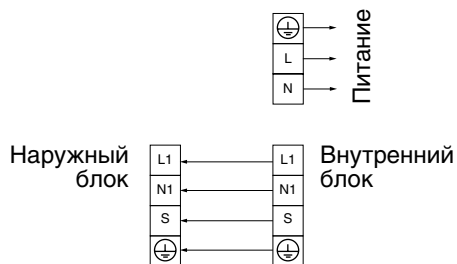 L
N
Питание
Наружный
блок
L1
N1
S
L1
N1
S
Внутренний
блок